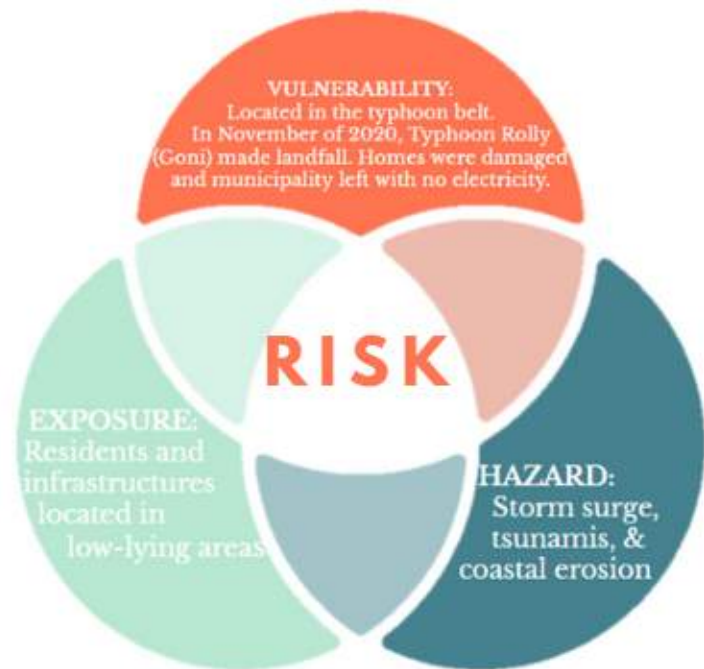 VULNERABILITY:
Located in the typhoon belt.
In November of 2020, Typhoon Rolly
(Goni) made landfall. Homes were damaged
and municipality left with no electricity.
RISK
EXPOSURE:
Residents and
infrastructures
located in
low-lying areas
HAZARD:
Storm surge,
tsunamis, &
coastal erosion